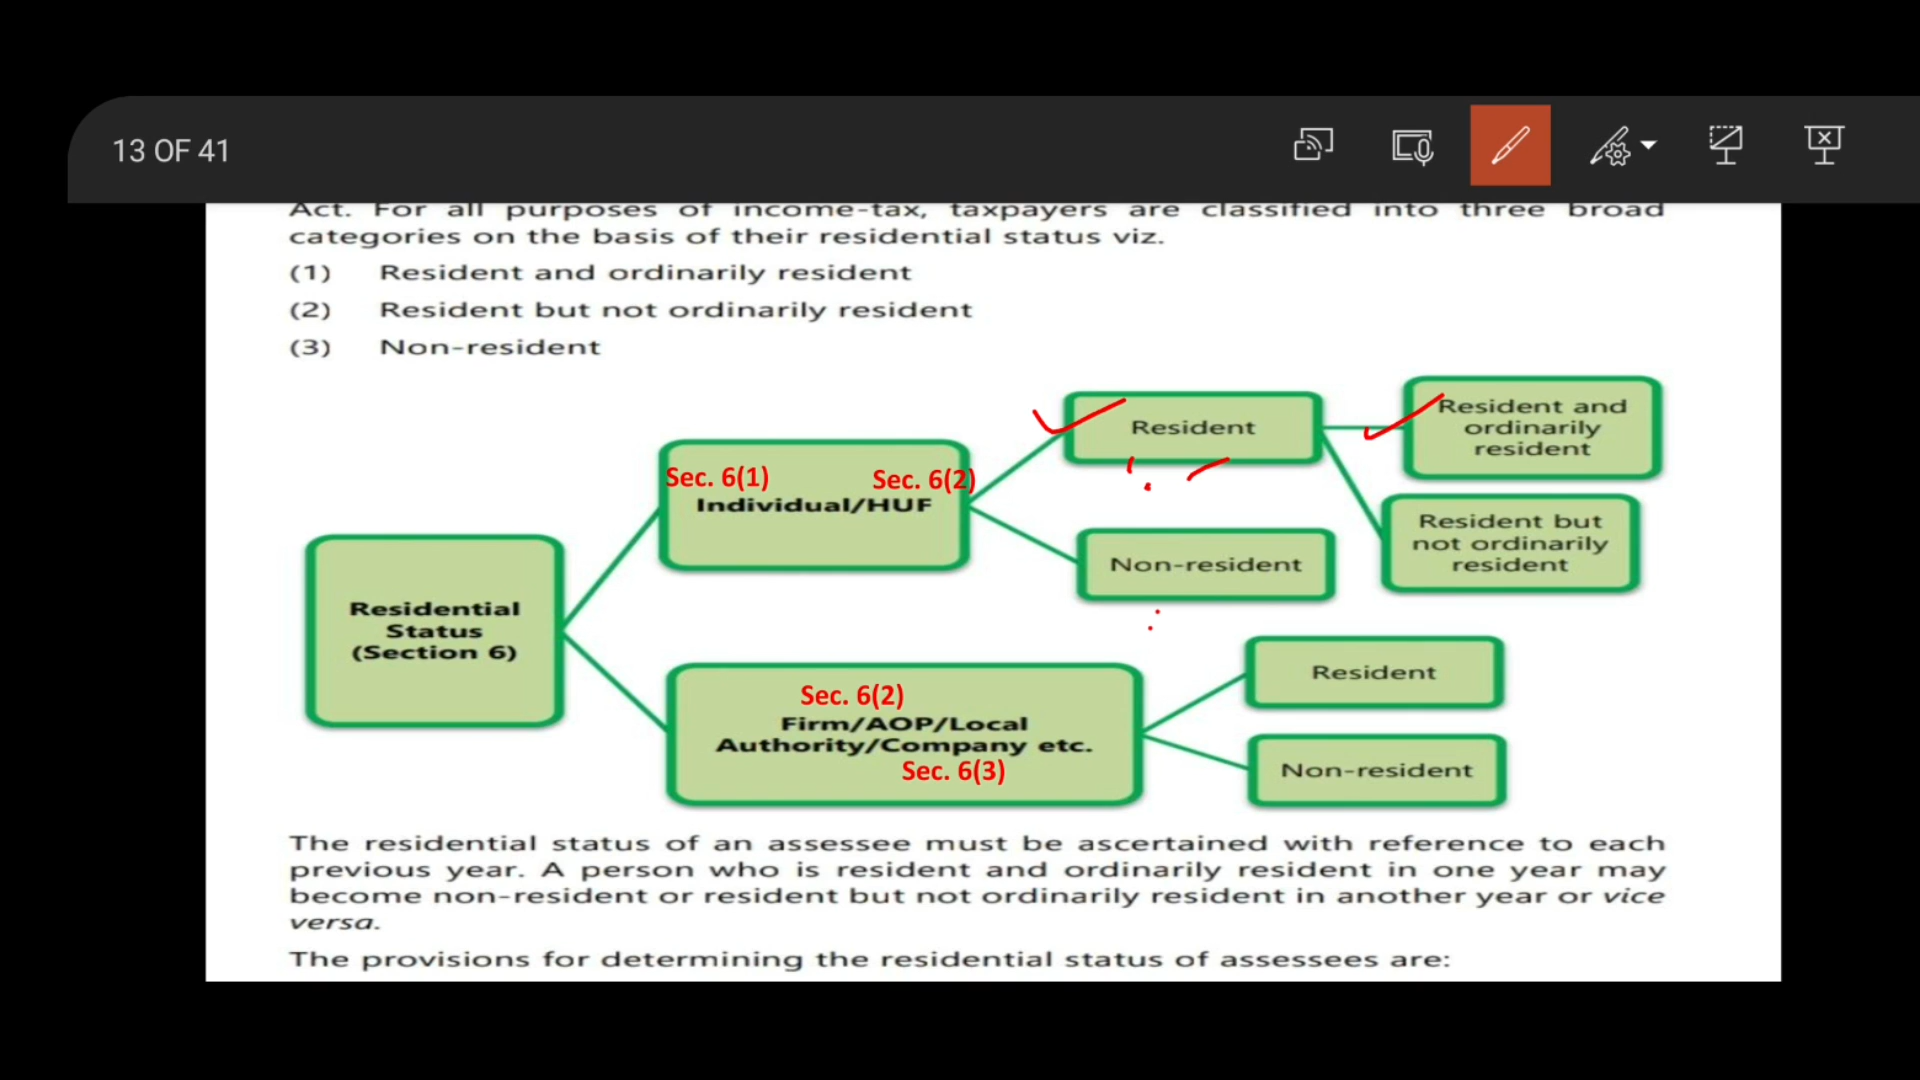 13 OF 41
Act. For all purposes of income-tax, taxpayers are classified into three broad
categories on the basis of their residential status viz.
(1) Resident and ordinarily resident
(2) Resident but not ordinarily resident
(3) Non-resident
Residential
Status
(Section 6)
Sec. 6(1) Sec. 6(2)
Individual/HUF
Resident
Resident and
ordinarily
resident
Resident but
not ordinarily
resident
Non-resident
Sec. 6(2)
Firm/AOP/Local
Authority/Company etc.
Sec. 6(3)
Resident
Non-resident
The residential status of an assessee must be ascertained with reference to each
previous year. A person who is resident and ordinarily resident in one year may
become non-resident or resident but not ordinarily resident in another year or vice
versa.
The provisions for determining the residential status of assessees are: